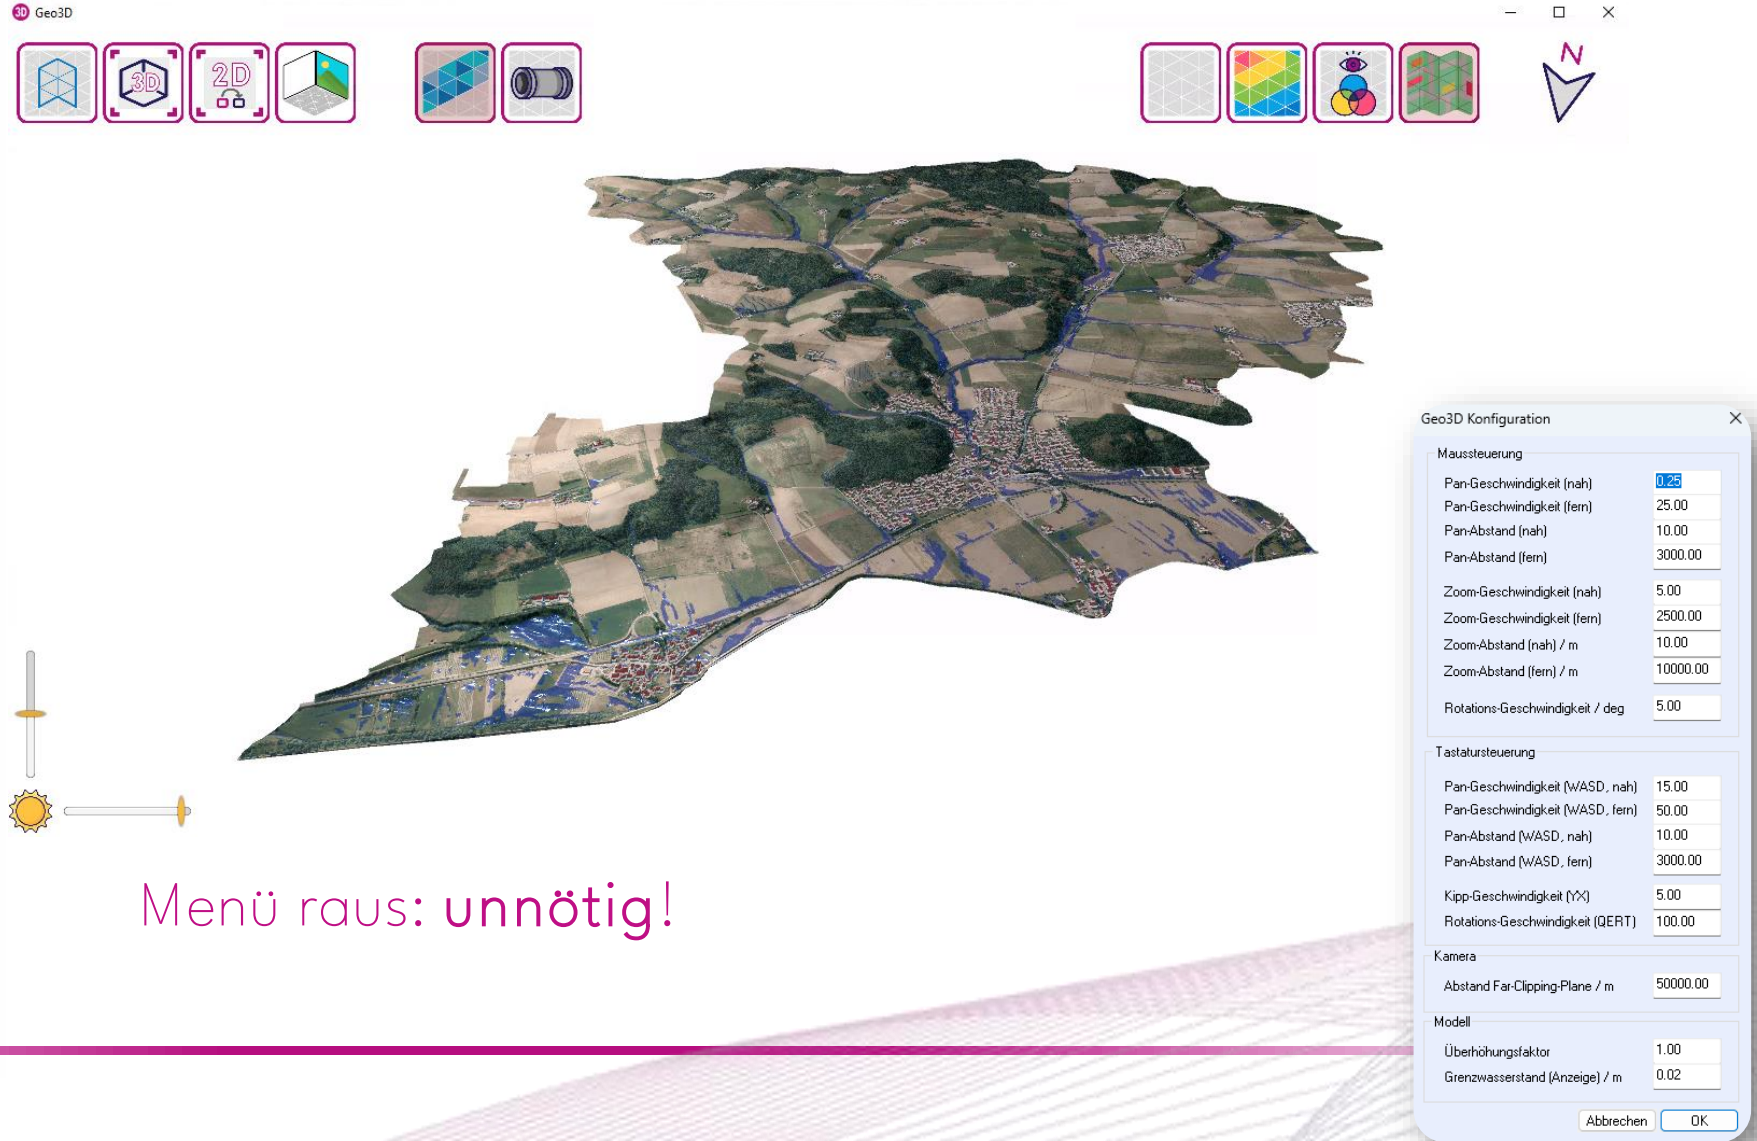 3D Geo3D
3D
2D
N
Geo3D Konfiguration
Maussteuerung
Pan-Geschwindigkeit (nah) 0.25
Pan-Geschwindigkeit (fern) 25.00
Pan-Abstand (nah) 10.00
Pan-Abstand (fern) 3000.00
Zoom-Geschwindigkeit (nah) 5.00
Zoom-Geschwindigkeit (fern) 2500.00
Zoom-Abstand (nah) / m 10.00
Zoom-Abstand (fern) / m 10000.00
Rotations-Geschwindigkeit / deg 5.00
Tastatursteuerung
Pan-Geschwindigkeit (WASD, nah) 15.00
Pan-Geschwindigkeit (WASD, fern) 50.00
Pan-Abstand (WASD, nah) 10.00
Pan-Abstand (WASD, fern) 3000.00
Kipp-Geschwindigkeit (YX) 5.00
Rotations-Geschwindigkeit (QERT) 100.00
Kamera
Abstand Far-Clipping-Plane / m 50000.00
Modell
Überhöhungsfaktor 1.00
Grenzwasserstand (Anzeige) / m 0.02
Abbrechen OK
Menü raus: unnötig!